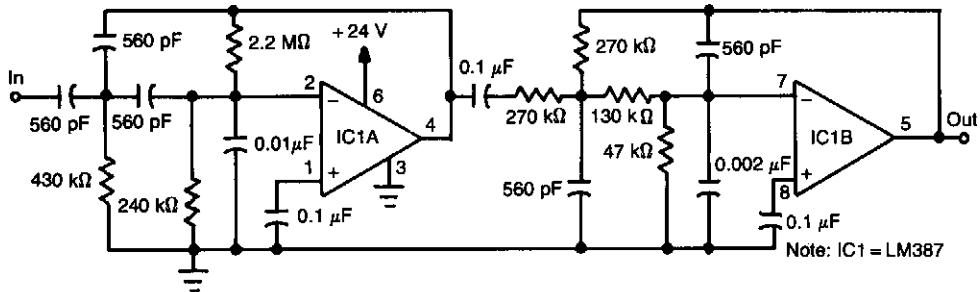 560 pF
2.2 MΩ
+24 V
270 kΩ
560 pF
In
0.1 µF
560 pF
560 pF
2
−
6
IC1A
4
270 kΩ
130 kΩ
7
−
IC1B
5
Out
0.01µF
1
+
3
47 kΩ
430 kΩ
240 kΩ
0.1 µF
560 pF
0.002 µF
+
8
0.1 µF
Note: IC1 = LM387